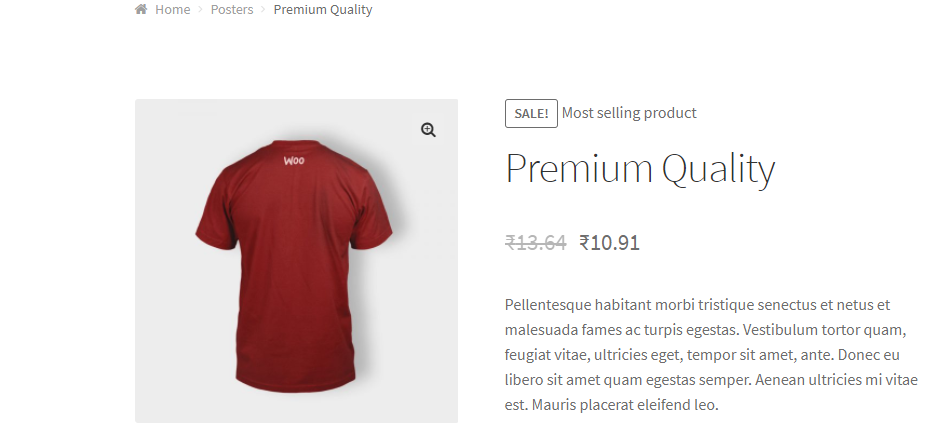 Home > Posters > Premium Quality
WOO
SALE! Most selling product
Premium Quality
₹13.64 ₹10.91
Pellentesque habitant morbi tristique senectus et netus et
malesuada fames ac turpis egestas. Vestibulum tortor quam,
feugiat vitae, ultricies eget, tempor sit amet, ante. Donec eu
libero sit amet quam egestas semper. Aenean ultricies mi vitae
est. Mauris placerat eleifend leo.